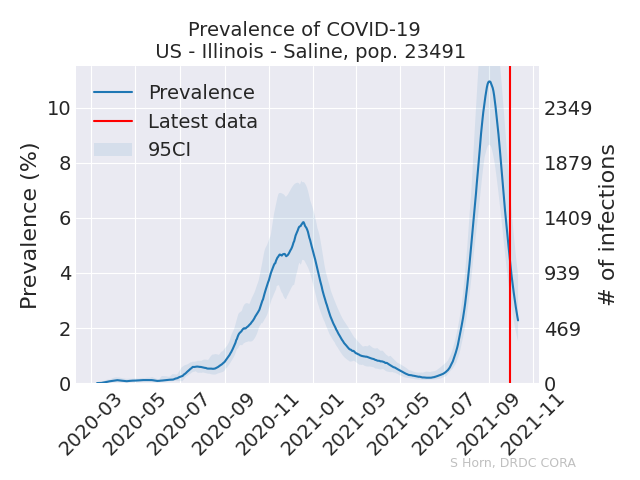 Prevalence of COVID-19
US - Illinois - Saline, pop. 23491
Prevalence
Latest data
95CI
Prevalence (%)
10
8
6
4
2
0
2349
1879
1409
939
469
0
# of infections
2020-03
2020-05
2020-07
2020-09
2020-11
2021-01
2021-03
2021-05
2021-07
2021-09
2021-11
S Horn, DRDC CORA